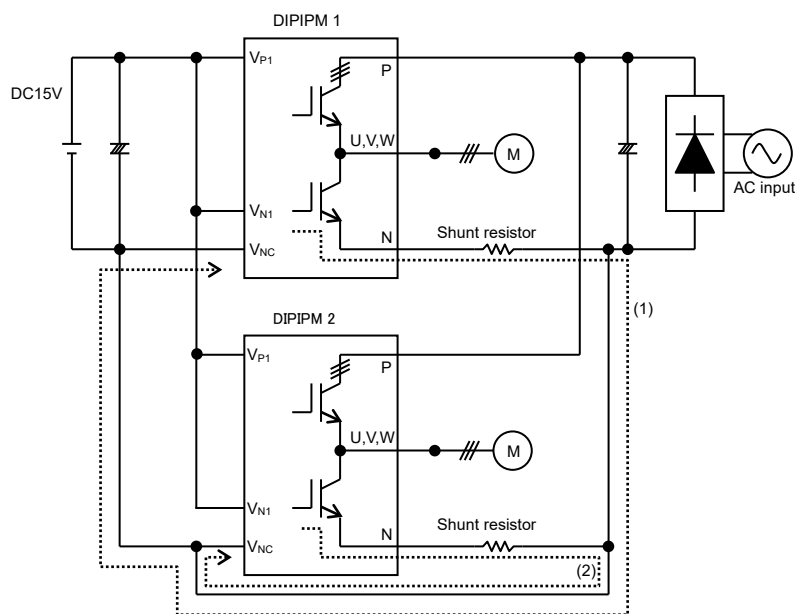 DIPIPM 1
VP1
P
DC15V
U,V,W
M
AC input
VN1
Shunt resistor
N
VNC
(1)
DIPIPM 2
VP1
P
U,V,W
M
VN1
Shunt resistor
N
VNC
(2)